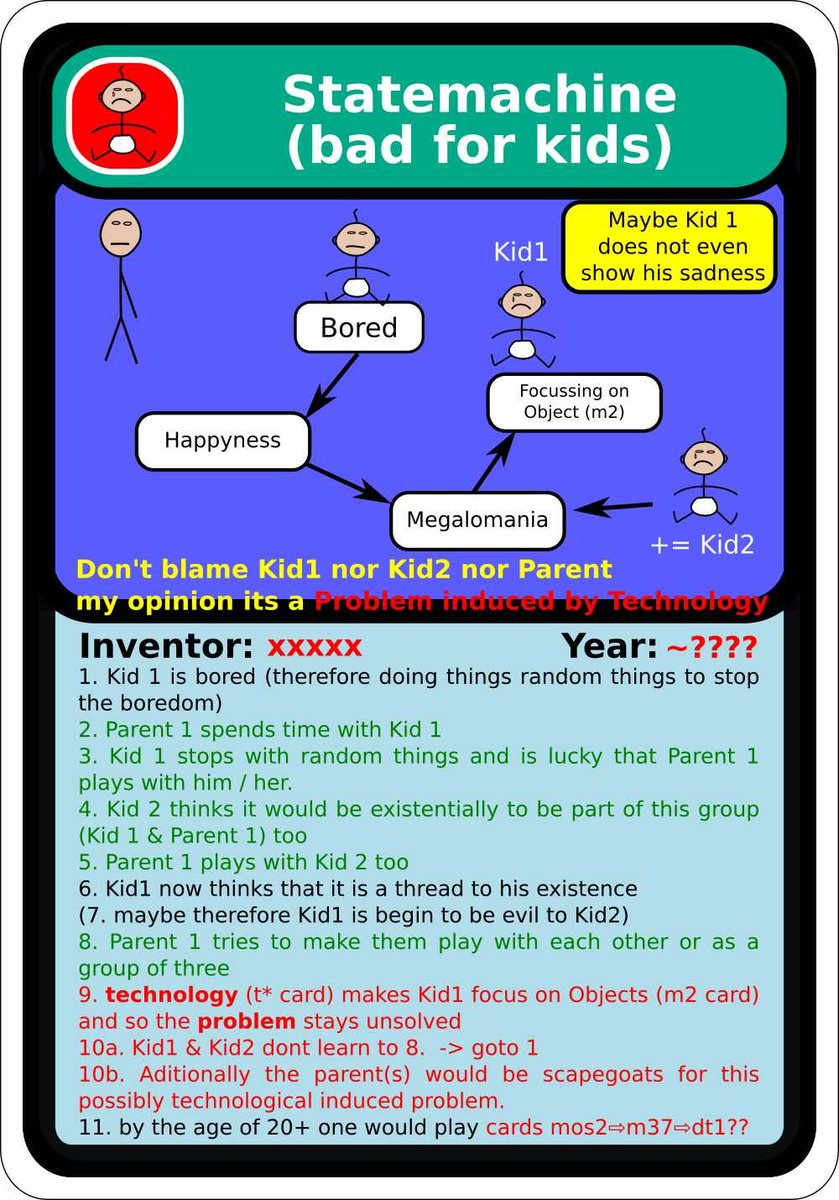 Statemachine
(bad for kids)
Maybe Kid 1
does not even
show his sadness
Kid1
Bored
Focussing on
Object (m2)
Happyness
Megalomania
+= Kid2
Don't blame Kid1 nor Kid2 nor Parent
my opinion its a Problem induced by Technology
Inventor: xxxxx Year: ~????
1. Kid 1 is bored (therefore doing things random things to stop
the boredom)
2. Parent 1 spends time with Kid 1
3. Kid 1 stops with random things and is lucky that Parent 1
plays with him / her.
4. Kid 2 thinks it would be existentially to be part of this group
(Kid 1 & Parent 1) too
5. Parent 1 plays with Kid 2 too
6. Kid1 now thinks that it is a thread to his existence
(7. maybe therefore Kid1 is begin to be evil to Kid2)
8. Parent 1 tries to make them play with each other or as a
group of three
9. technology (t* card) makes Kid1 focus on Objects (m2 card)
and so the problem stays unsolved
10a. Kid1 & Kid2 dont learn to 8.  -> goto 1
10b. Aditionally the parent(s) would be scapegoats for this
possibly technological induced problem.
11. by the age of 20+ one would play cards mos2⇨m37⇨dt1??